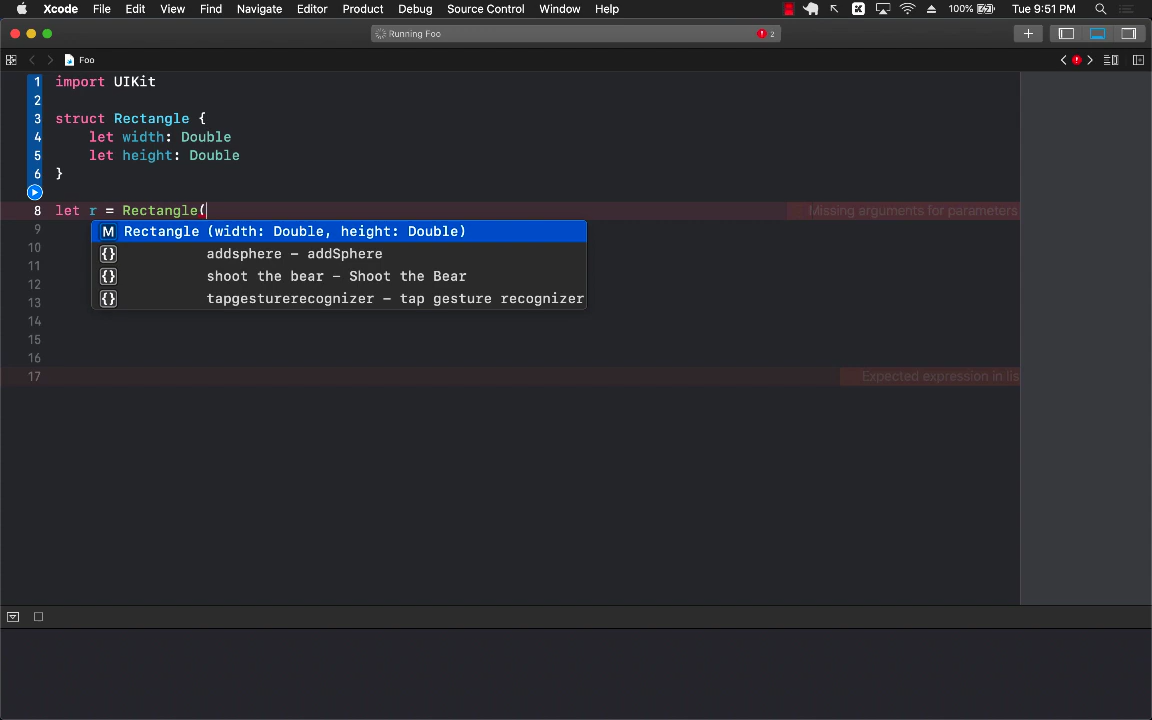 Xcode File Edit View Find Navigate Editor Product Debug Source Control Window Help 100% Tue 9:51 PM
Running Foo 2
Foo
1 import UIKit
2
3 struct Rectangle {
4 let width: Double
5 let height: Double
6 }
8 let r = Rectangle( Missing arguments for parameters
M Rectangle (width: Double, height: Double)
9
{} addsphere – addSphere
10
{} shoot the bear – Shoot the Bear
11
12
{} tapgesturerecognizer – tap gesture recognizer
13
14
15
16
17 Expected expression in lis